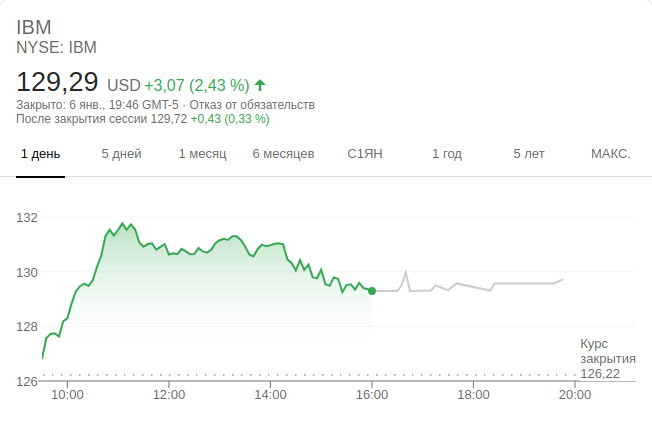 IBM
NYSE: IBM
129,29 USD +3,07 (2,43 %)
Закрыто: 6 янв., 19:46 GMT-5 · Отказ от обязательств
После закрытия сессии 129,72 +0,43 (0,33 %)
1 день 5 дней 1 месяц 6 месяцев С1ЯН 1 год 5 лет МАКС.
132
130
128
126
Курс
закрытия
126,22
10:00 12:00 14:00 16:00 18:00 20:00